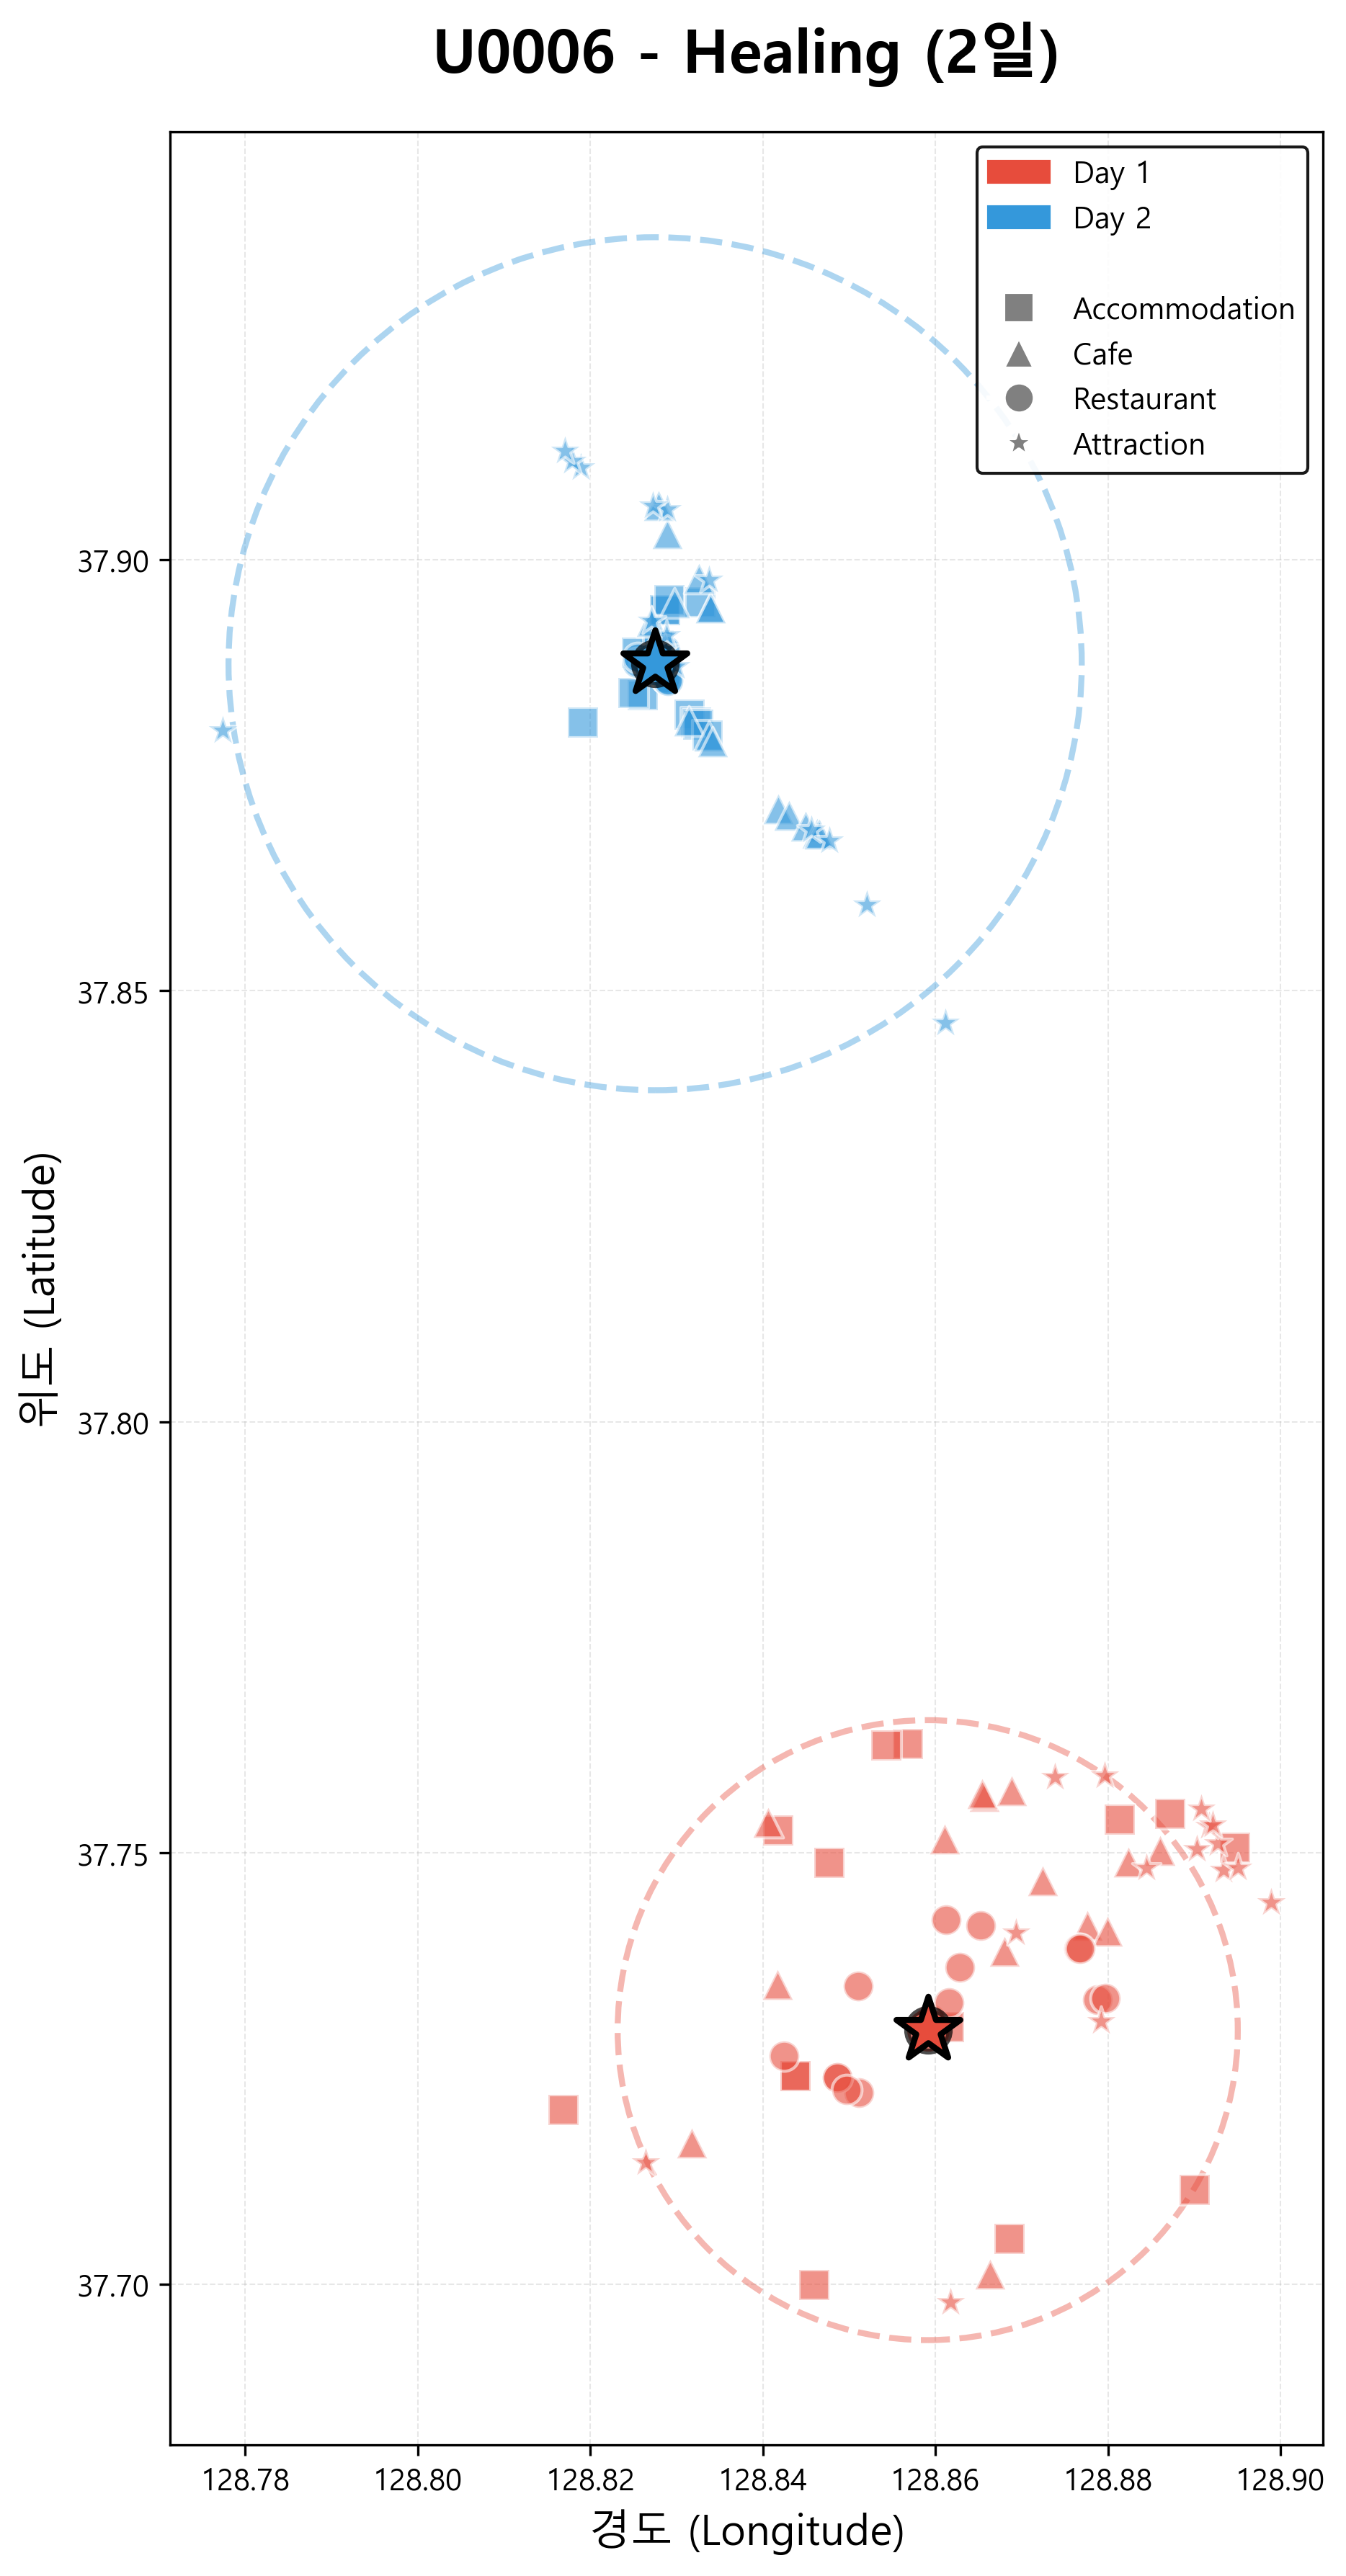 U0006 - Healing (2일)
Day 1
Day 2
Accommodation
Cafe
Restaurant
Attraction
37.90
37.85
37.80
37.75
37.70
위도 (Latitude)
128.78 128.80 128.82 128.84 128.86 128.88 128.90
경도 (Longitude)